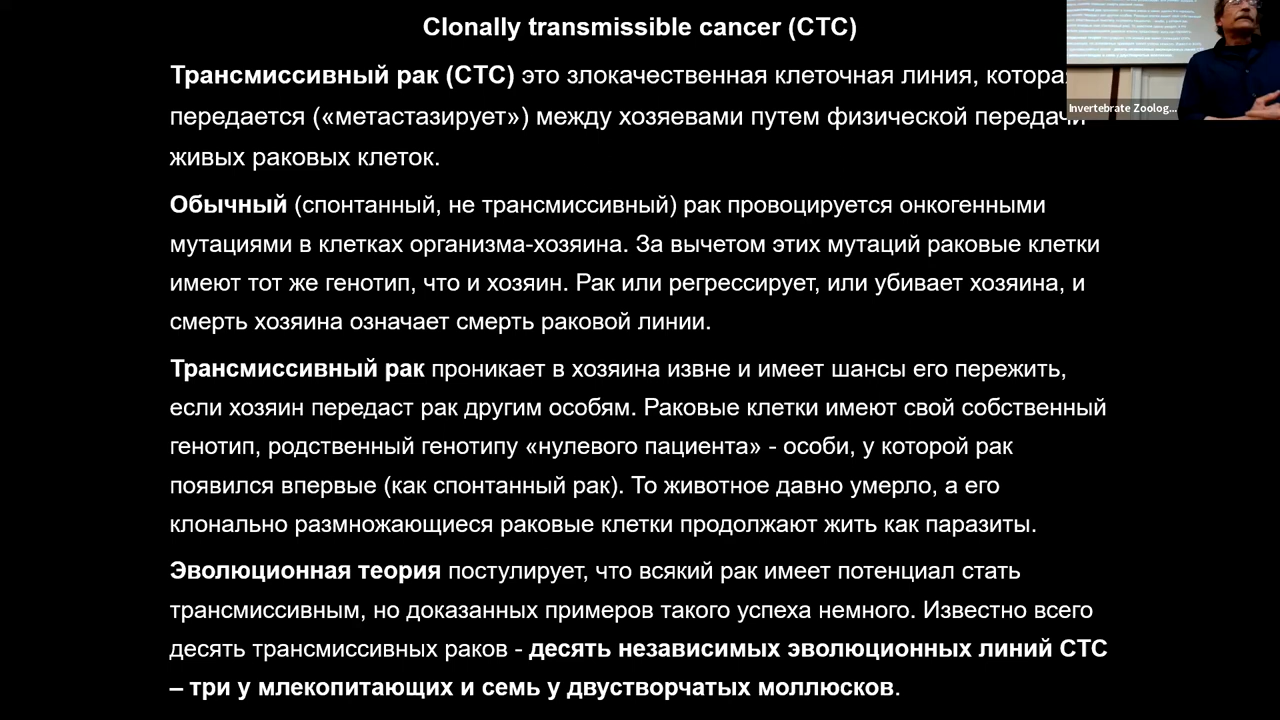 Clonally transmissible cancer (CTC)
Трансмиссивный рак (СТС) это злокачественная клеточная линия, которая
передается («метастазирует») между хозяевами путем физической передачи
живых раковых клеток.
Обычный (спонтанный, не трансмиссивный) рак провоцируется онкогенными
мутациями в клетках организма-хозяина. За вычетом этих мутаций раковые клетки
имеют тот же генотип, что и хозяин. Рак или регрессирует, или убивает хозяина, и
смерть хозяина означает смерть раковой линии.
Трансмиссивный рак проникает в хозяина извне и имеет шансы его пережить,
если хозяин передаст рак другим особям. Раковые клетки имеют свой собственный
генотип, родственный генотипу «нулевого пациента» - особи, у которой рак
появился впервые (как спонтанный рак). То животное давно умерло, а его
клонально размножающиеся раковые клетки продолжают жить как паразиты.
Эволюционная теория постулирует, что всякий рак имеет потенциал стать
трансмиссивным, но доказанных примеров такого успеха немного. Известно всего
десять трансмиссивных раков - десять независимых эволюционных линий СТС
– три у млекопитающих и семь у двустворчатых моллюсков.
Invertebrate Zoolog...